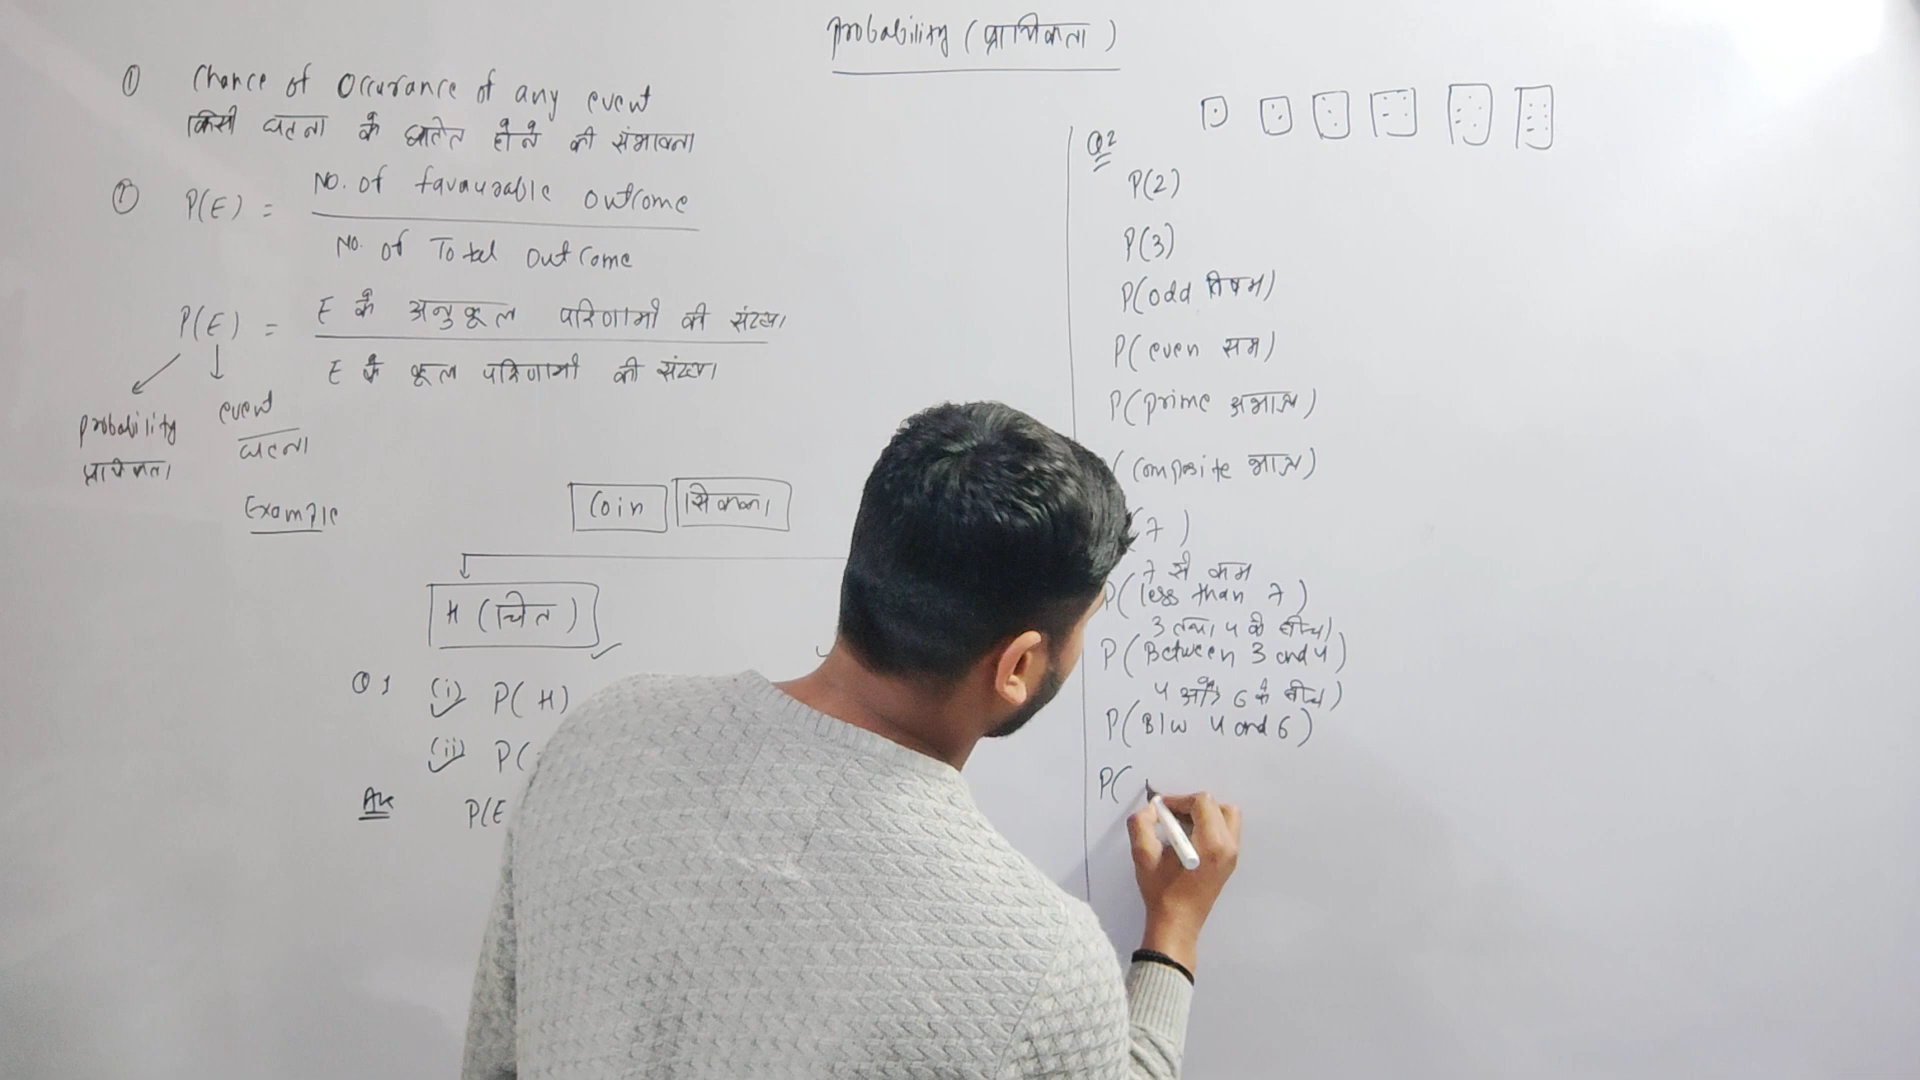 Probability (प्रायिकता)
① Chance of Occurance of any event
किसी घटना के घटित होने की संभावना
② P(E) = No. of favourable outcome
No. of Total Outcome
P(E) = E के अनुकूल परिणामों की संख्या
E के कुल परिणामों की संख्या
Probability event
प्रायिकता घटना
Example
Coin सिक्का
H (चित)
Q1 (i) P(H)
(ii) P(
Ans P(E
Q2
P(2)
P(3)
P(odd विषम)
P(even सम)
P(prime अभाज्य)
(composite भाज्य)
(7)
7 से कम
P(less than 7)
3 तथा 4 के बीच)
P(Between 3 and 4)
4 और 6 के बीच)
P(B/w 4 and 6)
P(